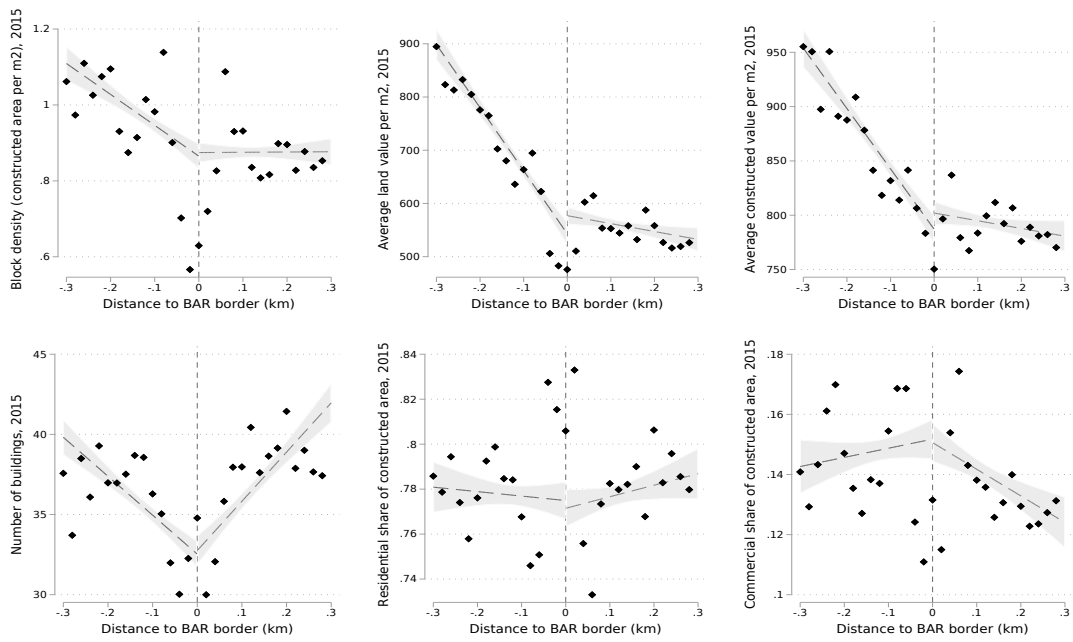 Block density (constructed area per m2), 2015
1.2
1
.8
.6
-.3 -.2 -.1 0 .1 .2 .3
Distance to BAR border (km)
Average land value per m2, 2015
900
800
700
600
500
-.3 -.2 -.1 0 .1 .2 .3
Distance to BAR border (km)
Average constructed value per m2, 2015
950
900
850
800
750
-.3 -.2 -.1 0 .1 .2 .3
Distance to BAR border (km)
Number of buildings, 2015
45
40
35
30
-.3 -.2 -.1 0 .1 .2 .3
Distance to BAR border (km)
Residential share of constructed area, 2015
.84
.82
.8
.78
.76
.74
-.3 -.2 -.1 0 .1 .2 .3
Distance to BAR border (km)
Commercial share of constructed area, 2015
.18
.16
.14
.12
.1
-.3 -.2 -.1 0 .1 .2 .3
Distance to BAR border (km)